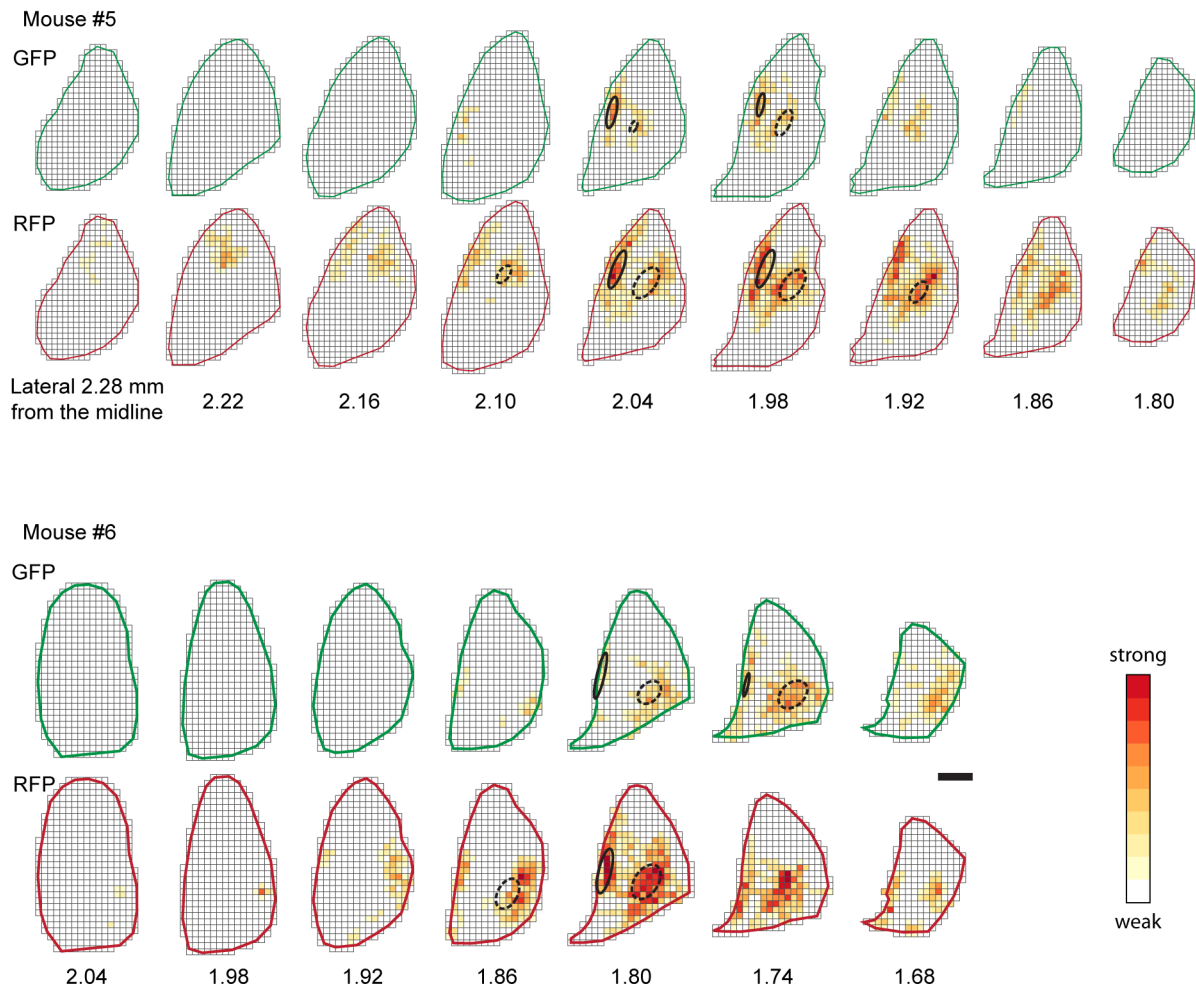 Mouse #5
GFP
RFP
Lateral 2.28 mm
from the midline
2.22
2.16
2.10
2.04
1.98
1.92
1.86
1.80
Mouse #6
GFP
RFP
strong
weak
2.04
1.98
1.92
1.86
1.80
1.74
1.68